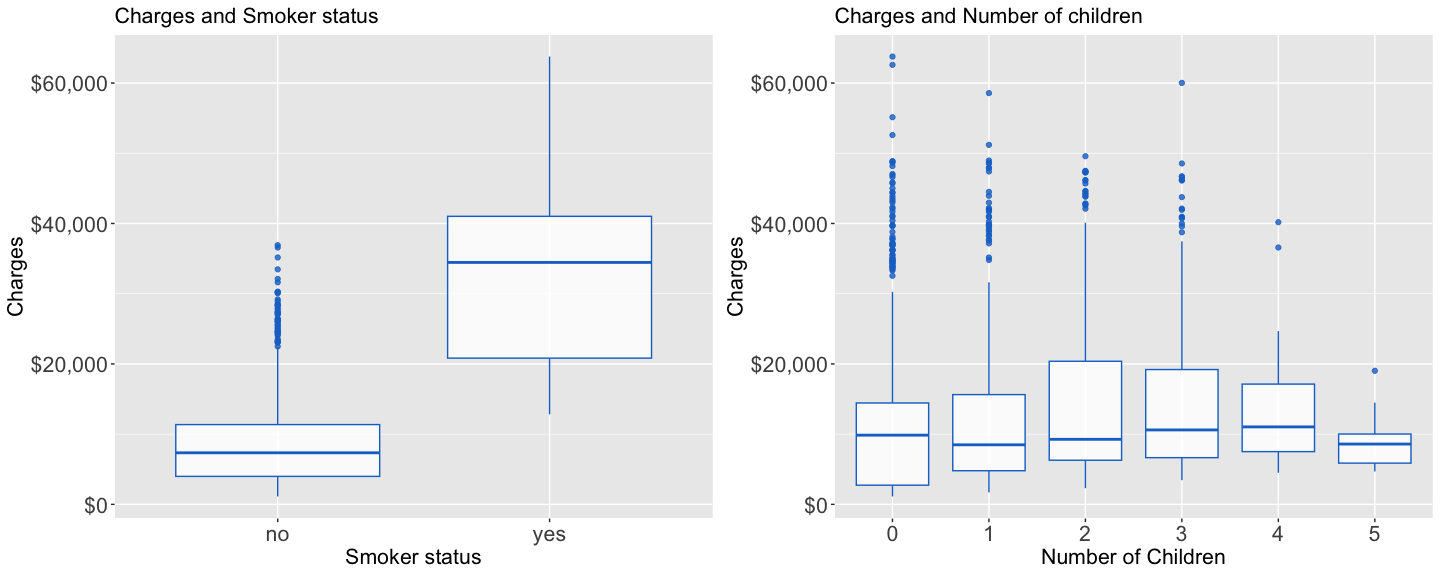 Charges and Smoker status
Charges
$60,000
$40,000
$20,000
$0
no yes
Smoker status
Charges and Number of children
Charges
$60,000
$40,000
$20,000
$0
0 1 2 3 4 5
Number of Children